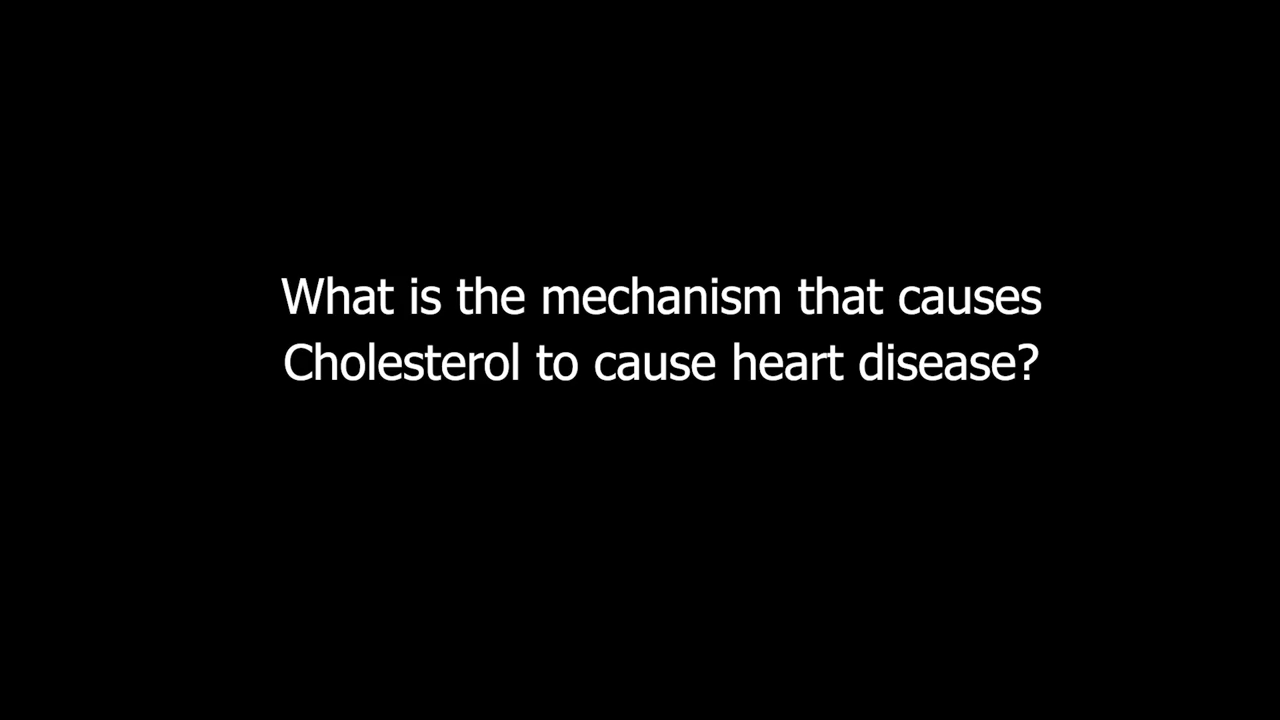 What is the mechanism that causes
Cholesterol to cause heart disease?